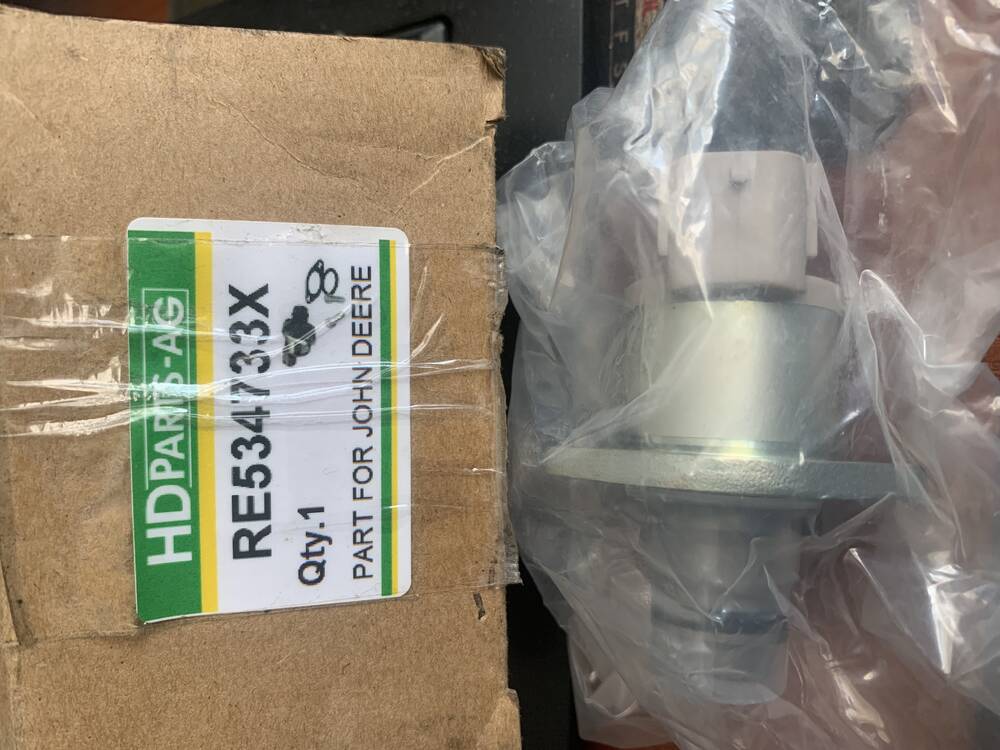 HDPARTS-AG
RE534733X
Qty.1
PART FOR JOHN DEERE